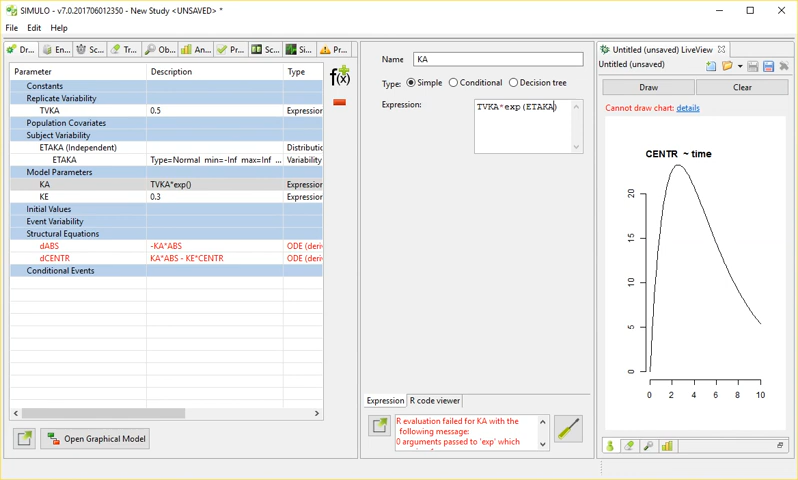 SIMULO - v7.0.201706012350 - New Study <UNSAVED> *
File Edit Help
Dr... En... Sc... Tr... Ob... An... Pr... Sc... Si... Pr...
Parameter Description Type
Constants
Replicate Variability
TVKA 0.5 Expression
Population Covariates
Subject Variability
ETAKA (Independent) Distributi
ETAKA Type=Normal min=-Inf max=Inf ... Variability
Model Parameters
KA TVKA*exp() Expression
KE 0.3 Expression
Initial Values
Event Variability
Structural Equations
dABS -KA*ABS ODE (deriv
dCENTR KA*ABS - KE*CENTR ODE (deriv
Conditional Events
Open Graphical Model
f(x)
Name KA
Type: Simple Conditional Decision tree
Expression: TVKA*exp(ETAKA)
Expression R code viewer
R evaluation failed for KA with the
following message:
0 arguments passed to 'exp' which
Untitled (unsaved) LiveView
Untitled (unsaved)
Draw Clear
Cannot draw chart: details
CENTR ~ time
20
15
10
5
0
0 2 4 6 8 10